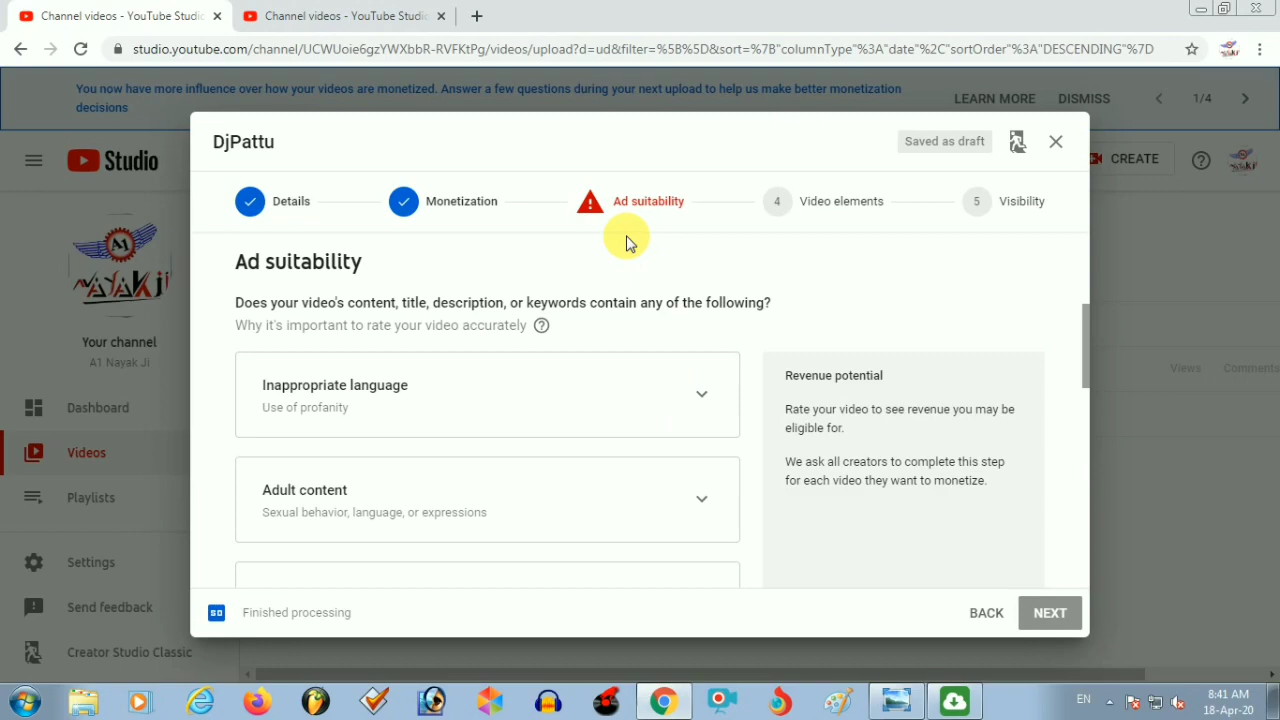 Channel videos - YouTube Studio
Channel videos - YouTube Studio
studio.youtube.com/channel/UCWUoie6gzYWXbbR-RVFKtPg/videos/upload?d=ud&filter=%5B%5D&sort=%7B"columnType"%3A"date"%2C"sortOrder"%3A"DESCENDING"%7D
You now have more influence over how your videos are monetized. Answer a few questions during your next upload to help us make better monetization
decisions
LEARN MORE
DISMISS
1/4
Studio
CREATE
DjPattu
Saved as draft
Details
Monetization
Ad suitability
4
Video elements
5
Visibility
A1
NAYAK JI
Your channel
A1 Nayak Ji
Dashboard
Videos
Playlists
Settings
Send feedback
Creator Studio Classic
Views
Comments
Ad suitability
Does your video's content, title, description, or keywords contain any of the following?
Why it's important to rate your video accurately
Inappropriate language
Use of profanity
Adult content
Sexual behavior, language, or expressions
Revenue potential
Rate your video to see revenue you may be
eligible for.
We ask all creators to complete this step
for each video they want to monetize.
SD
Finished processing
BACK
NEXT
EN
8:41 AM
18-Apr-20